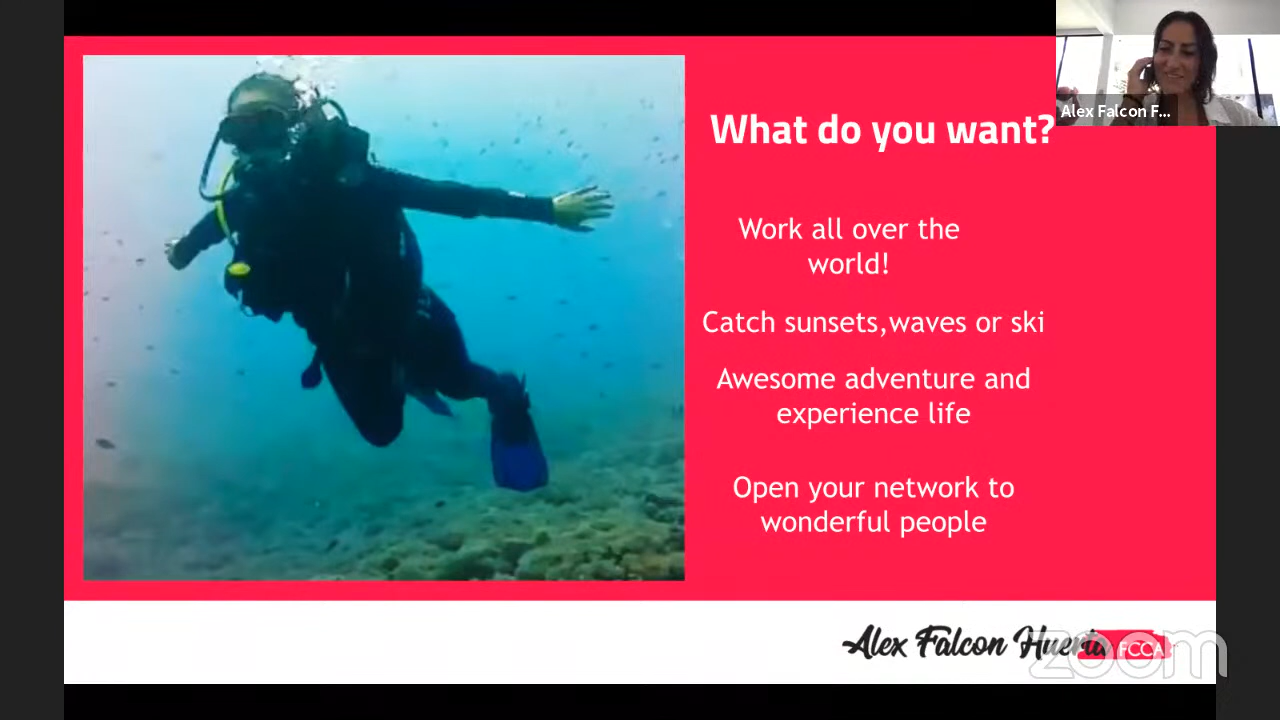 What do you want?
Alex Falcon F...
Work all over the
world!
Catch sunsets,waves or ski
Awesome adventure and
experience life
Open your network to
wonderful people
Alex Falcon Huerta
FCCA
zoom